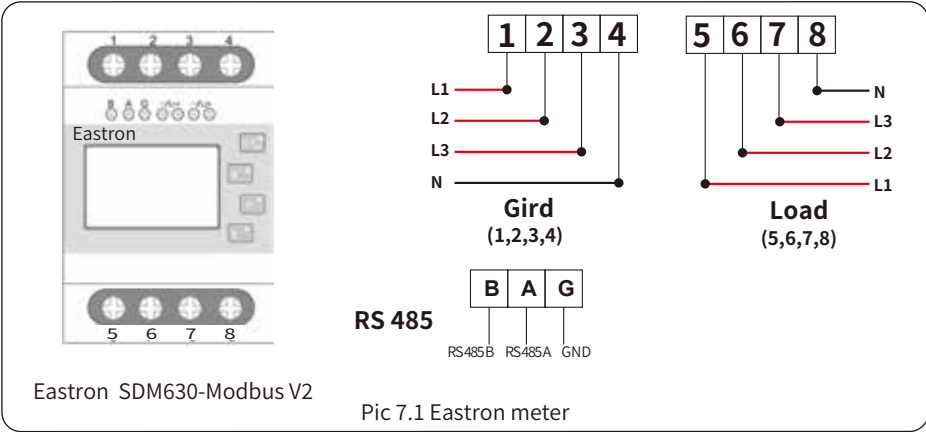 1 2 3 4
B A G
Eastron
5 6 7 8
Eastron SDM630-Modbus V2
1 2 3 4
L1
L2
L3
N
Gird
(1,2,3,4)
5 6 7 8
N
L3
L2
L1
Load
(5,6,7,8)
RS 485
B A G
RS485B RS485A GND
Pic 7.1 Eastron meter